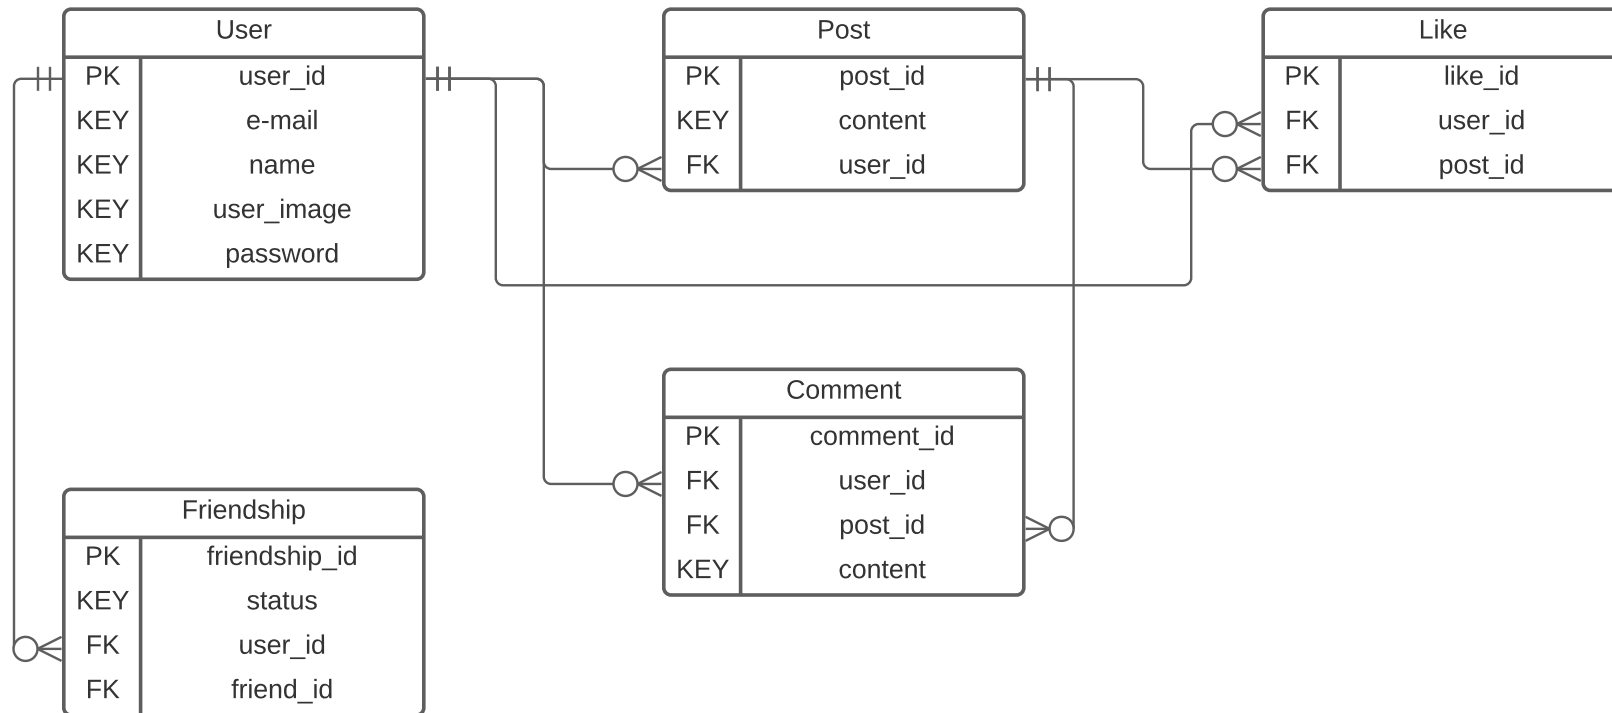 User
PK user_id
KEY e-mail
KEY name
KEY user_image
KEY password
Post
PK post_id
KEY content
FK user_id
Like
PK like_id
FK user_id
FK post_id
Comment
PK comment_id
FK user_id
FK post_id
KEY content
Friendship
PK friendship_id
KEY status
FK user_id
FK friend_id